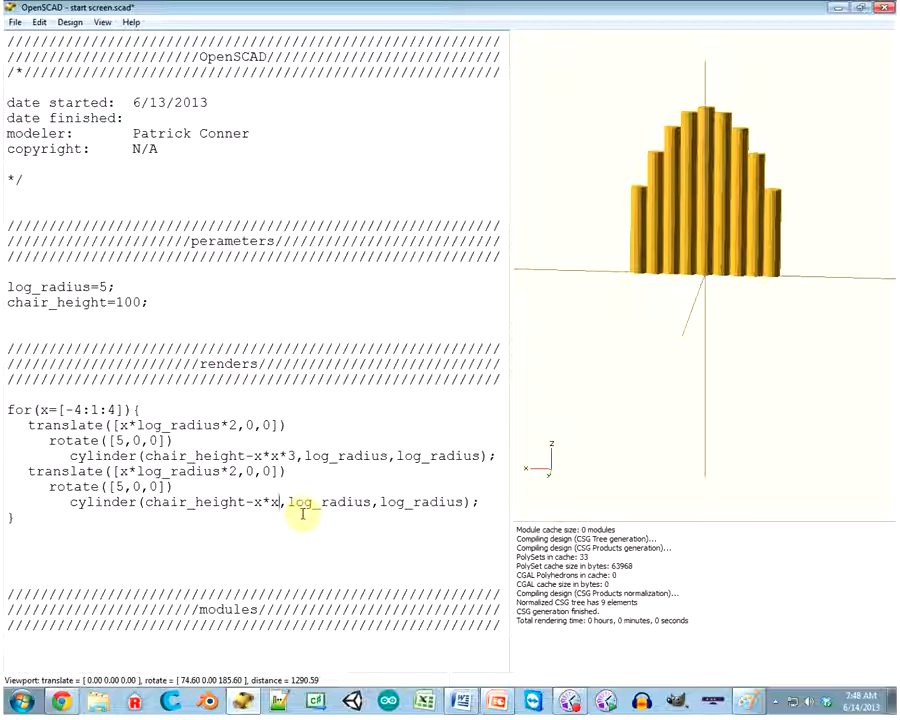 OpenSCAD - start screen.scad*
File Edit Design View Help
////////////////////////////////////////////////////////////
///////////////////////OpenSCAD/////////////////////////////
/*//////////////////////////////////////////////////////////
date started: 6/13/2013
date finished:
modeler: Patrick Conner
copyright: N/A
*/
////////////////////////////////////////////////////////////
//////////////////////perameters////////////////////////////
////////////////////////////////////////////////////////////
log_radius=5;
chair_height=100;
////////////////////////////////////////////////////////////
///////////////////////renders//////////////////////////////
////////////////////////////////////////////////////////////
for(x=[-4:1:4]){
translate([x*log_radius*2,0,0])
rotate([5,0,0])
cylinder(chair_height-x*x*3,log_radius,log_radius);
translate([x*log_radius*2,0,0])
rotate([5,0,0])
cylinder(chair_height-x*x,log_radius,log_radius);
}
////////////////////////////////////////////////////////////
///////////////////////modules//////////////////////////////
////////////////////////////////////////////////////////////
z
x
y
Module cache size: 0 modules
Compiling design (CSG Tree generation)...
Compiling design (CSG Products generation)...
PolySets in cache: 33
PolySet cache size in bytes: 63968
CGAL Polyhedrons in cache: 0
CGAL cache size in bytes: 0
Compiling design (CSG Products normalization)...
Normalized CSG tree has 9 elements
CSG generation finished.
Total rendering time: 0 hours, 0 minutes, 0 seconds
Viewport: translate = [ 0.00 0.00 0.00 ], rotate = [ 74.60 0.00 185.60 ], distance = 1290.59
7:48 AM
6/14/2013